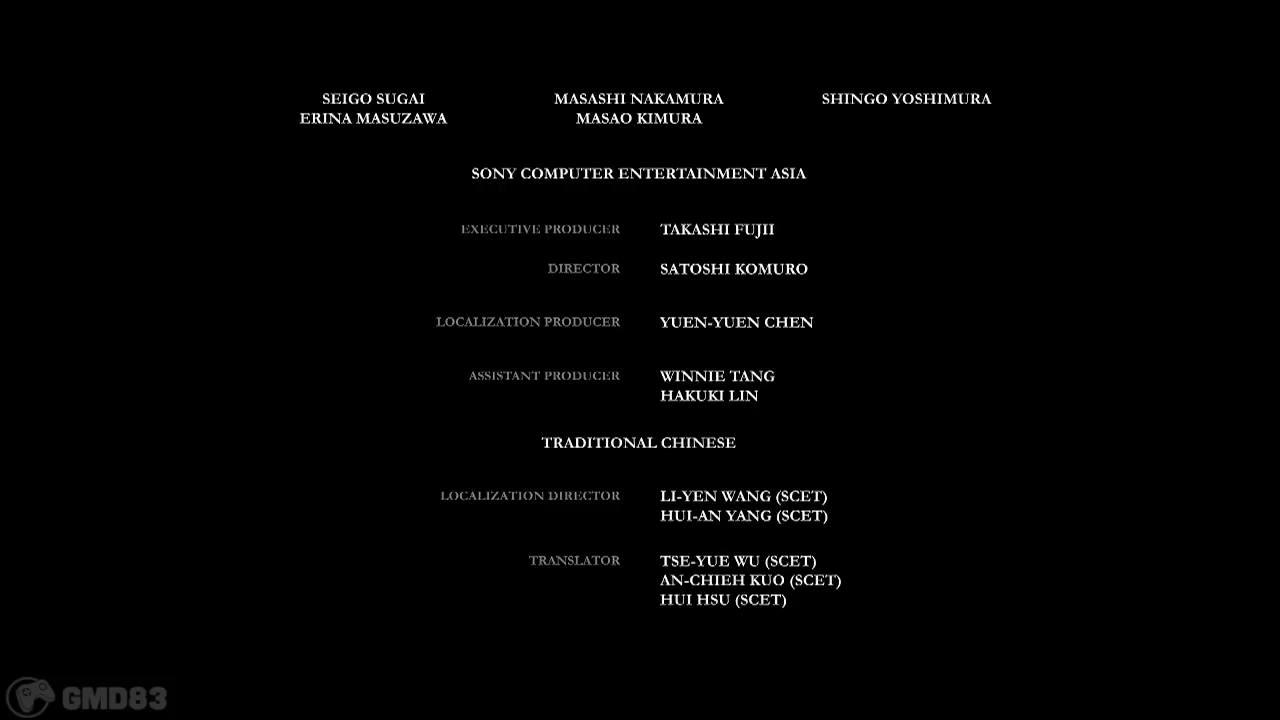 SEIGO SUGAI MASASHI NAKAMURA SHINGO YOSHIMURA
ERINA MASUZAWA MASAO KIMURA
SONY COMPUTER ENTERTAINMENT ASIA
EXECUTIVE PRODUCER TAKASHI FUJII
DIRECTOR SATOSHI KOMURO
LOCALIZATION PRODUCER YUEN-YUEN CHEN
ASSISTANT PRODUCER WINNIE TANG
HAKUKI LIN
TRADITIONAL CHINESE
LOCALIZATION DIRECTOR LI-YEN WANG (SCET)
HUI-AN YANG (SCET)
TRANSLATOR TSE-YUE WU (SCET)
AN-CHIEH KUO (SCET)
HUI HSU (SCET)
GMD83